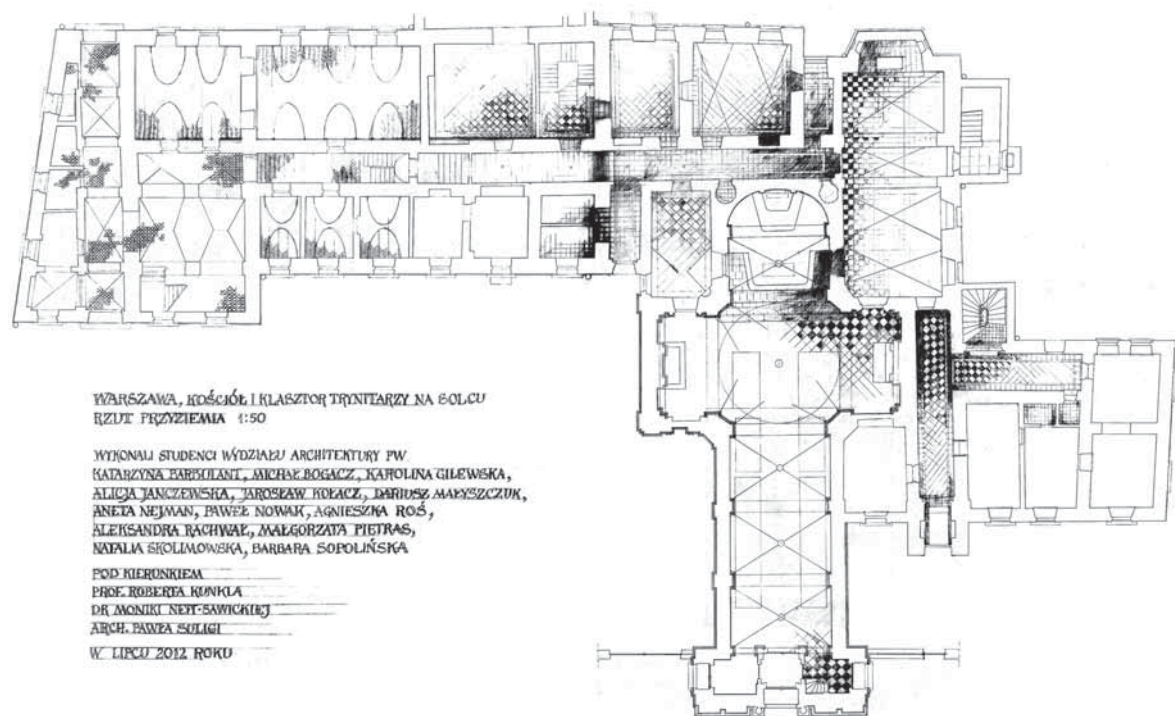 WARSZAWA, KOŚCIÓŁ I KLASZTOR TRYNITARZY NA SOLCU
RZUT PRZYZIEMIA 1:50
WYKONALI STUDENCI WYDZIAŁU ARCHITEKTURY PW
KATARZYNA BARBULANT, MICHAŁ BOGACZ, KAROLINA GILEWSKA,
ALICJA JANCZEWSKA, JAROSŁAW KOŁACZ, DARIUSZ MAŁYSZCZUK,
ANETA NEJMAN, PAWEŁ NOWAK, AGNIESZKA ROŚ,
ALEKSANDRA RACHWAŁ, MAŁGORZATA PIETRAS,
NATALIA SKOLIMOWSKA, BARBARA SOPOLIŃSKA
POD KIERUNKIEM
PROF. ROBERTA KUNKLA
DR MONIKI NEFF-SAWICKIEJ
ARCH. PAWŁA SULIGI
W LIPCU 2012 ROKU